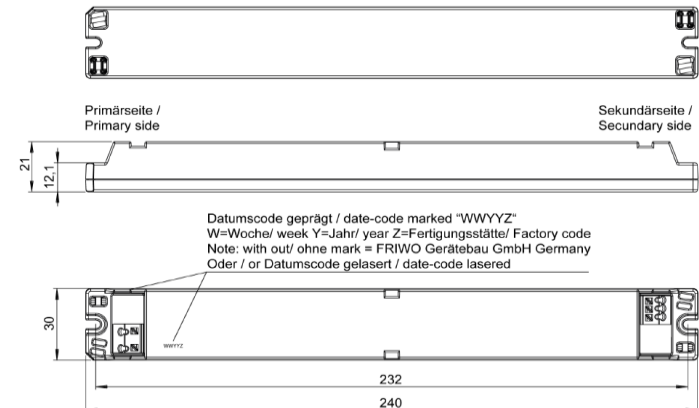 Primärseite /
Primary side
Sekundärseite /
Secundary side
21
12,1
Datumscode geprägt / date-code marked “WWYYZ“
W=Woche/ week Y=Jahr/ year Z=Fertigungsstätte/ Factory code
Note: with out/ ohne mark = FRIWO Gerätebau GmbH Germany
Oder / or Datumscode gelasert / date-code lasered
30
WWYYZ
232
240